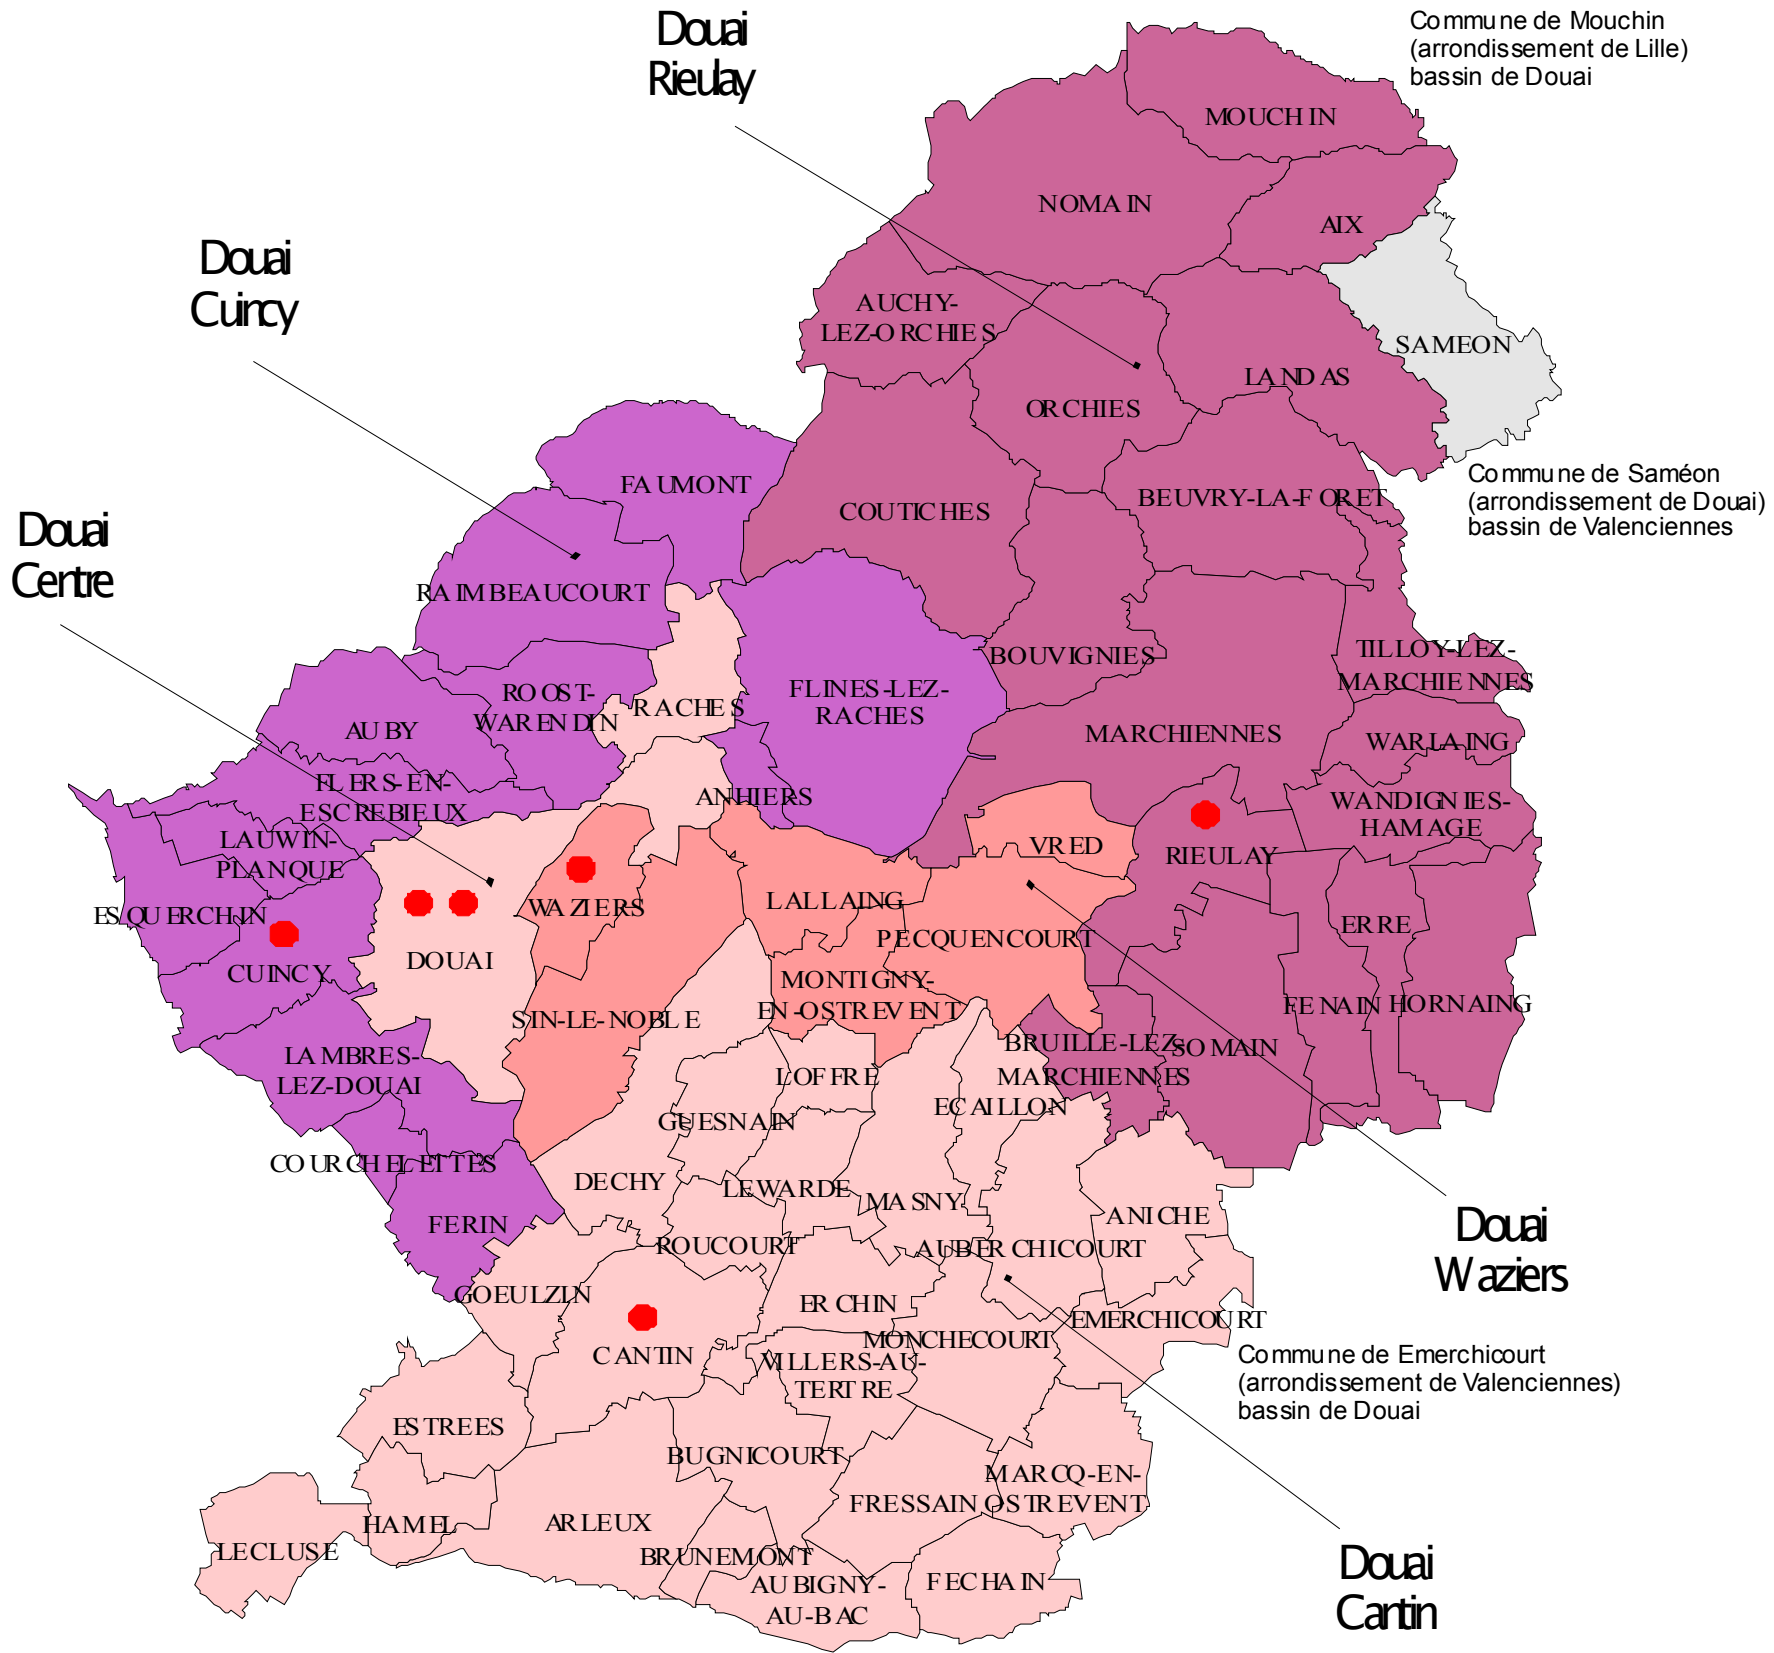 Douai
Rieulay
Commune de Mouchin
(arrondissement de Lille)
bassin de Douai
MOUCHIN
NOMAIN
AIX
Douai
Cuincy
AUCHY-
LEZ-ORCHIES
SAMEON
LANDAS
ORCHIES
Commune de Saméon
(arrondissement de Douai)
bassin de Valenciennes
FAUMONT
COUTICHES
BEUVRY-LA-FORET
Douai
Centre
RAIMBEAUCOURT
BOUVIGNIES
TILLOY-LEZ-
MARCHIENNES
FLINES-LEZ-
RACHES
ROOST-
WARENDIN
RACHES
AUBY
MARCHIENNES
WARLAING
FLERS-EN-
ESCREBIEUX
ANHIERS
WANDIGNIES-
HAMAGE
LAUWIN-
PLANQUE
VRED
RIEULAY
ESQUERCHIN
WAZIERS
LALLAING
ERRE
CUINCY
DOUAI
PECQUENCOURT
MONTIGNY-
EN-OSTREVENT
FENAIN
HORNAING
SIN-LE-NOBLE
LAMBRES-
LEZ-DOUAI
LOFFRE
BRUILLE-LEZ-
MARCHIENNES
SOMAIN
GUESNAIN
ECAILLON
COURCHELETTES
DECHY
LEWARDE
MASNY
ANICHE
FERIN
ROUCOURT
AUBERCHICOURT
Douai
Waziers
GOEULZIN
ERCHIN
EMERCHICOURT
CANTIN
MONCHECOURT
VILLERS-AU-
TERTRE
Commune de Emerchicourt
(arrondissement de Valenciennes)
bassin de Douai
ESTREES
BUGNICOURT
MARCQ-EN-
OSTREVENT
FRESSAIN
HAMEL
ARLEUX
LECLUSE
BRUNEMONT
AUBIGNY-
AU-BAC
FECHAIN
Douai
Cantin